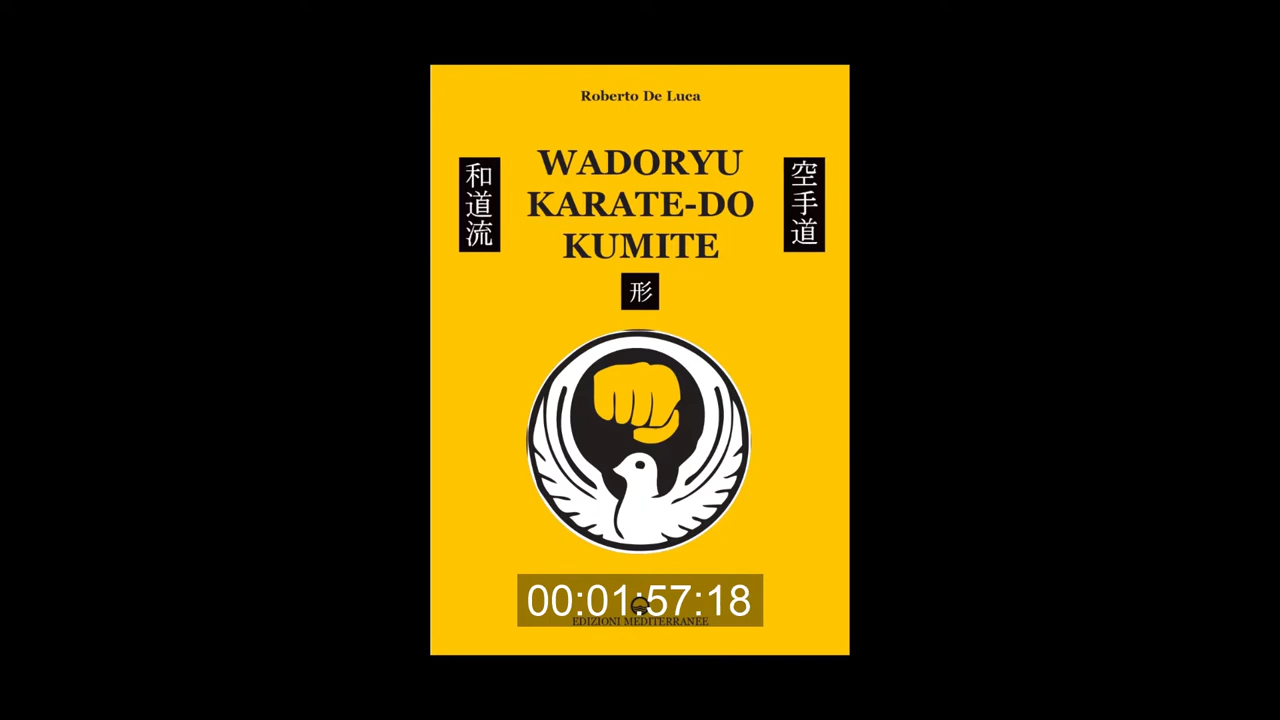 Roberto De Luca
WADORYU
KARATE-DO
KUMITE
和道流
空手道
形
00:01:57:18
EDIZIONI MEDITERRANEE